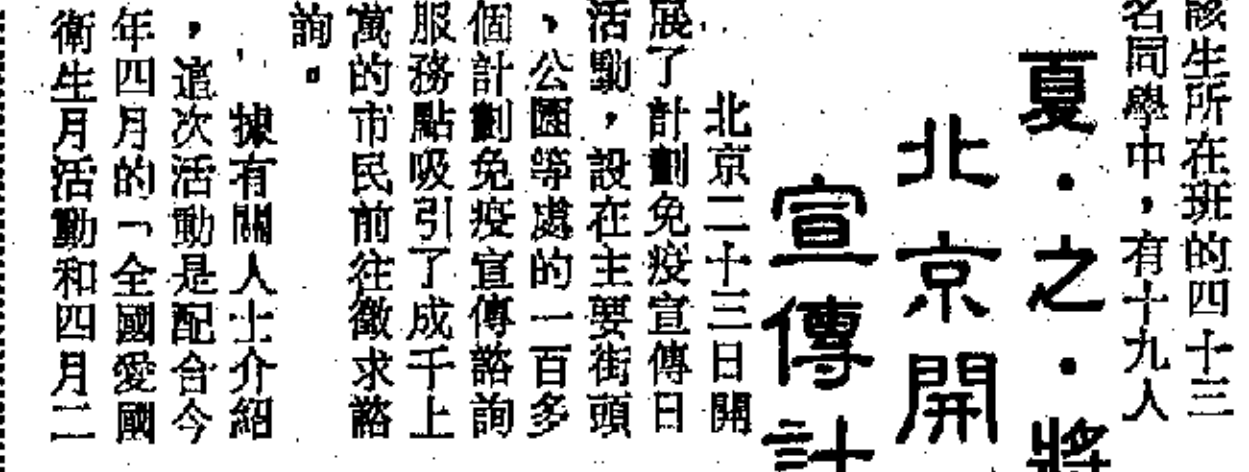 該生所在班的四十三
名同學中，有十九人
夏·之·將
北京開
宣傳計
北京二十三日開
展了計劃免疫宣傳日
活動，設在主要街頭
、公園等處的一百多
個計劃免疫宣傳諮詢
服務點吸引了成千上
萬的市民前往徵求諮
詢。
據有關人士介紹
，這次活動是配合今
年四月的「全國愛國
衛生月活動和四月二